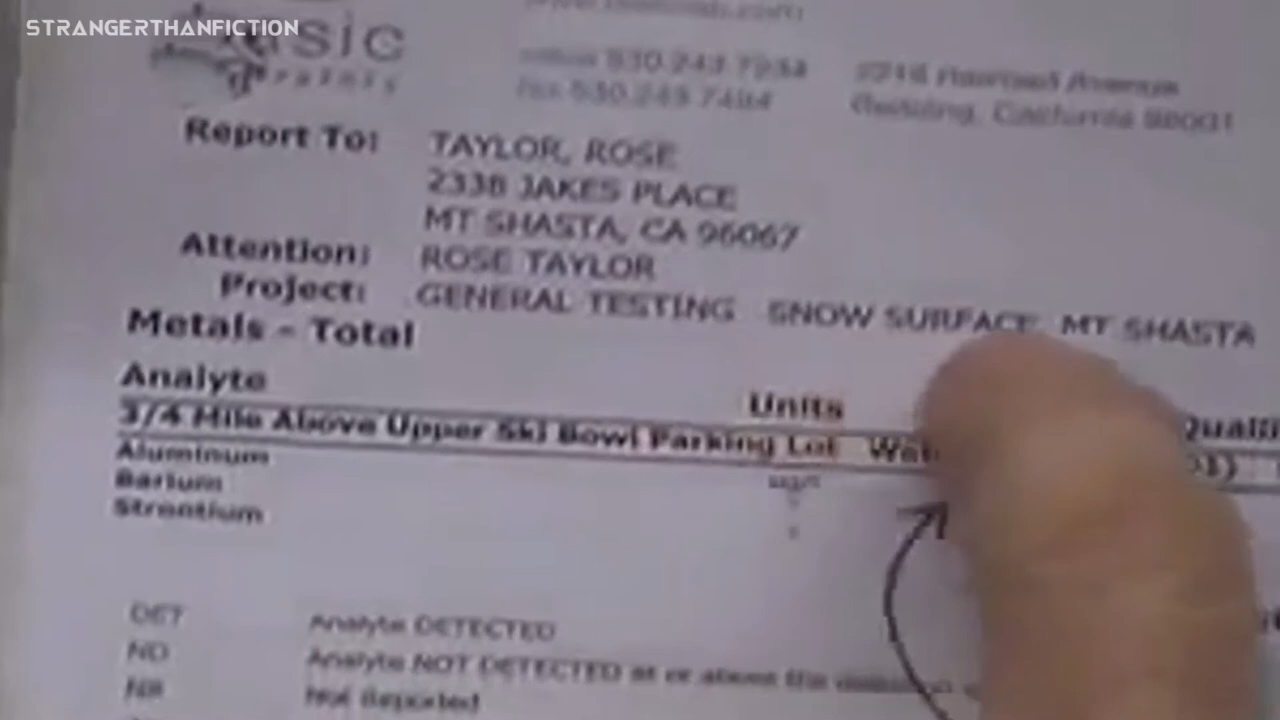 STRANGERTHANFICTION
Report To: TAYLOR, ROSE
2338 JAKES PLACE
MT SHASTA, CA 96067
Attention: ROSE TAYLOR
Project: GENERAL TESTING SNOW SURFACE MT SHASTA
Metals - Total
Analyte Units
3/4 Mile Above Upper Ski Bowl Parking Lot
Aluminum
Barium
Strontium
DET Analyte DETECTED
ND Analyte NOT DETECTED at or above the
NR Not Reported